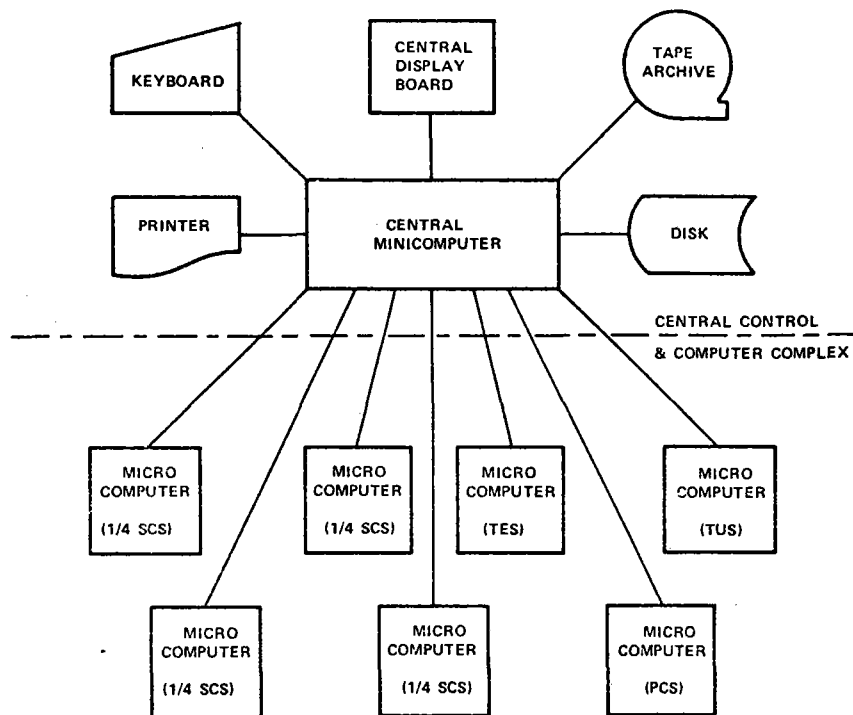 KEYBOARD
CENTRAL
DISPLAY
BOARD
TAPE
ARCHIVE
PRINTER
CENTRAL
MINICOMPUTER
DISK
CENTRAL CONTROL
& COMPUTER COMPLEX
MICRO
COMPUTER
(1/4 SCS)
MICRO
COMPUTER
(1/4 SCS)
MICRO
COMPUTER
(TES)
MICRO
COMPUTER
(TUS)
MICRO
COMPUTER
(1/4 SCS)
MICRO
COMPUTER
(1/4 SCS)
MICRO
COMPUTER
(PCS)